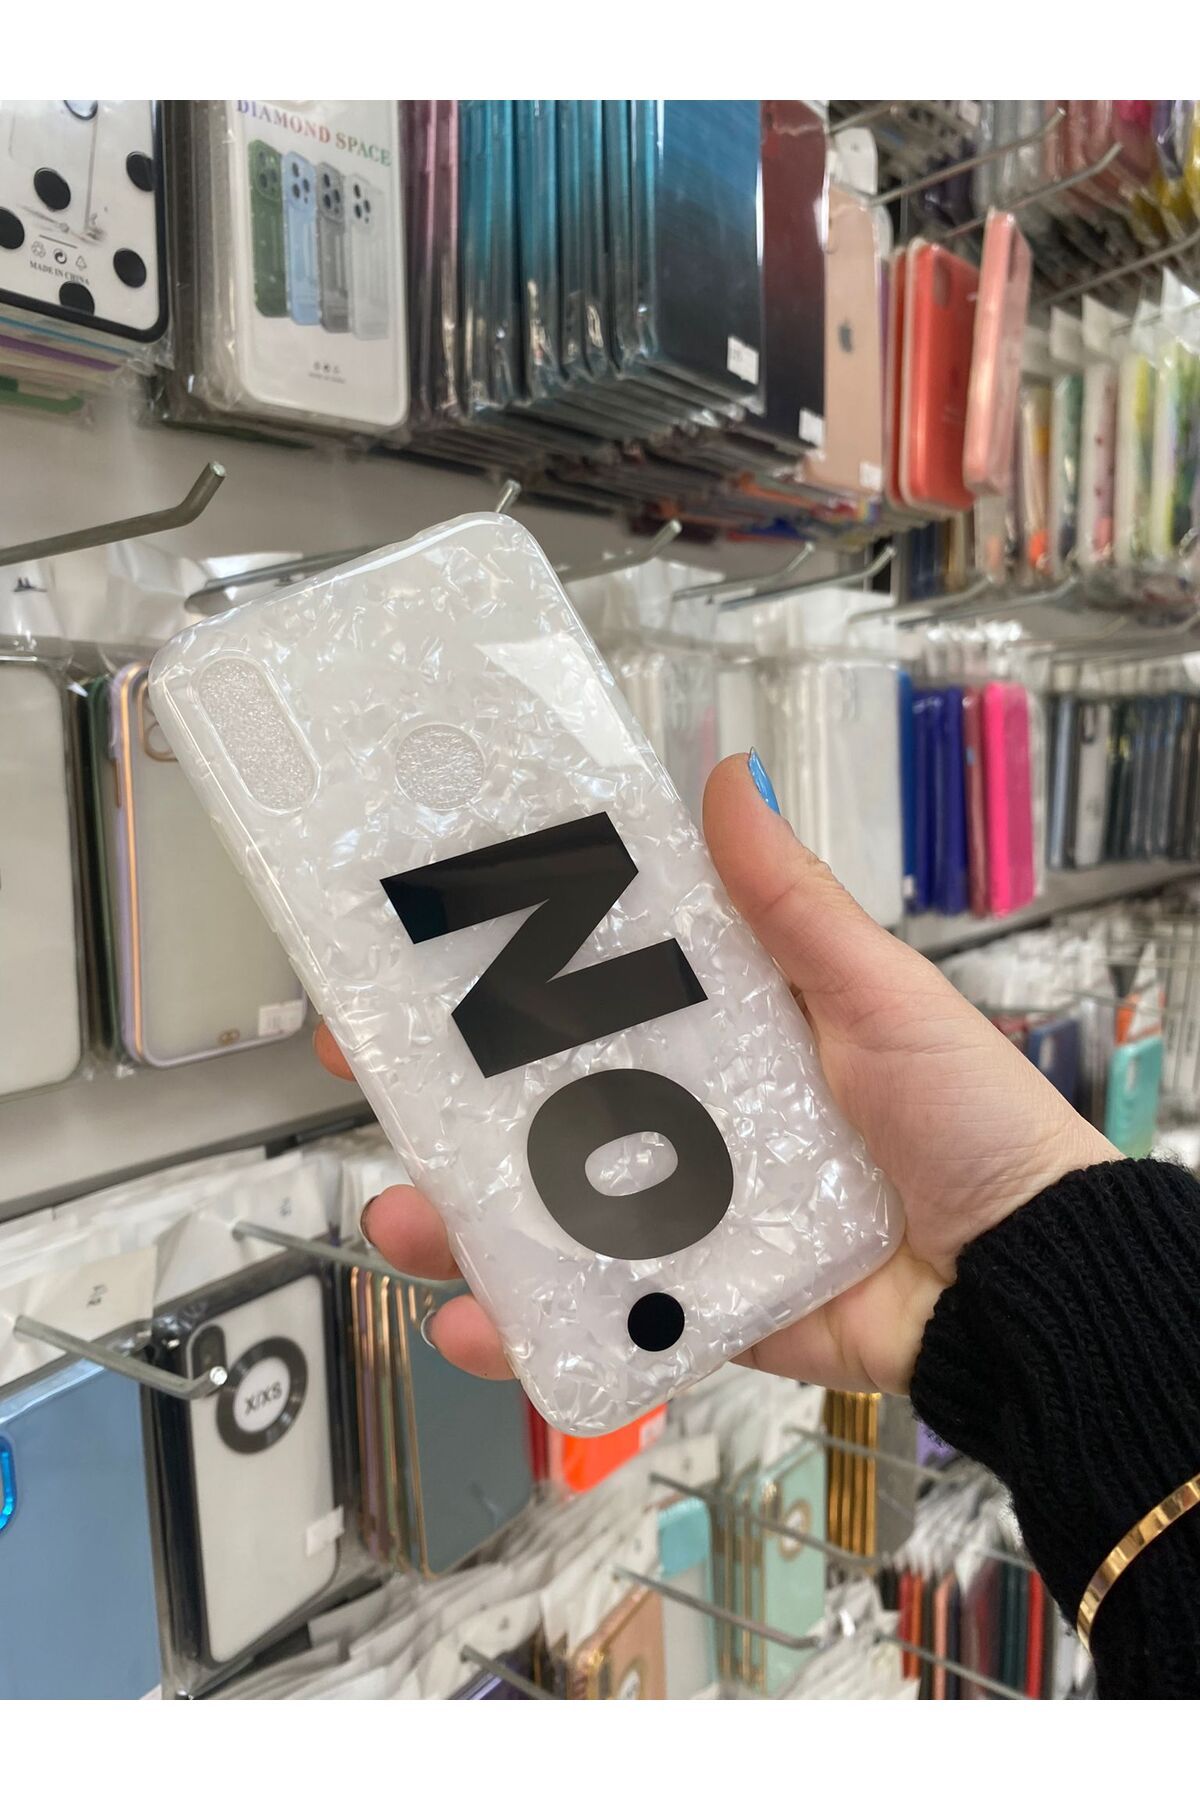 DIAMOND SPACE
MADE IN CHINA
No.
X/XS